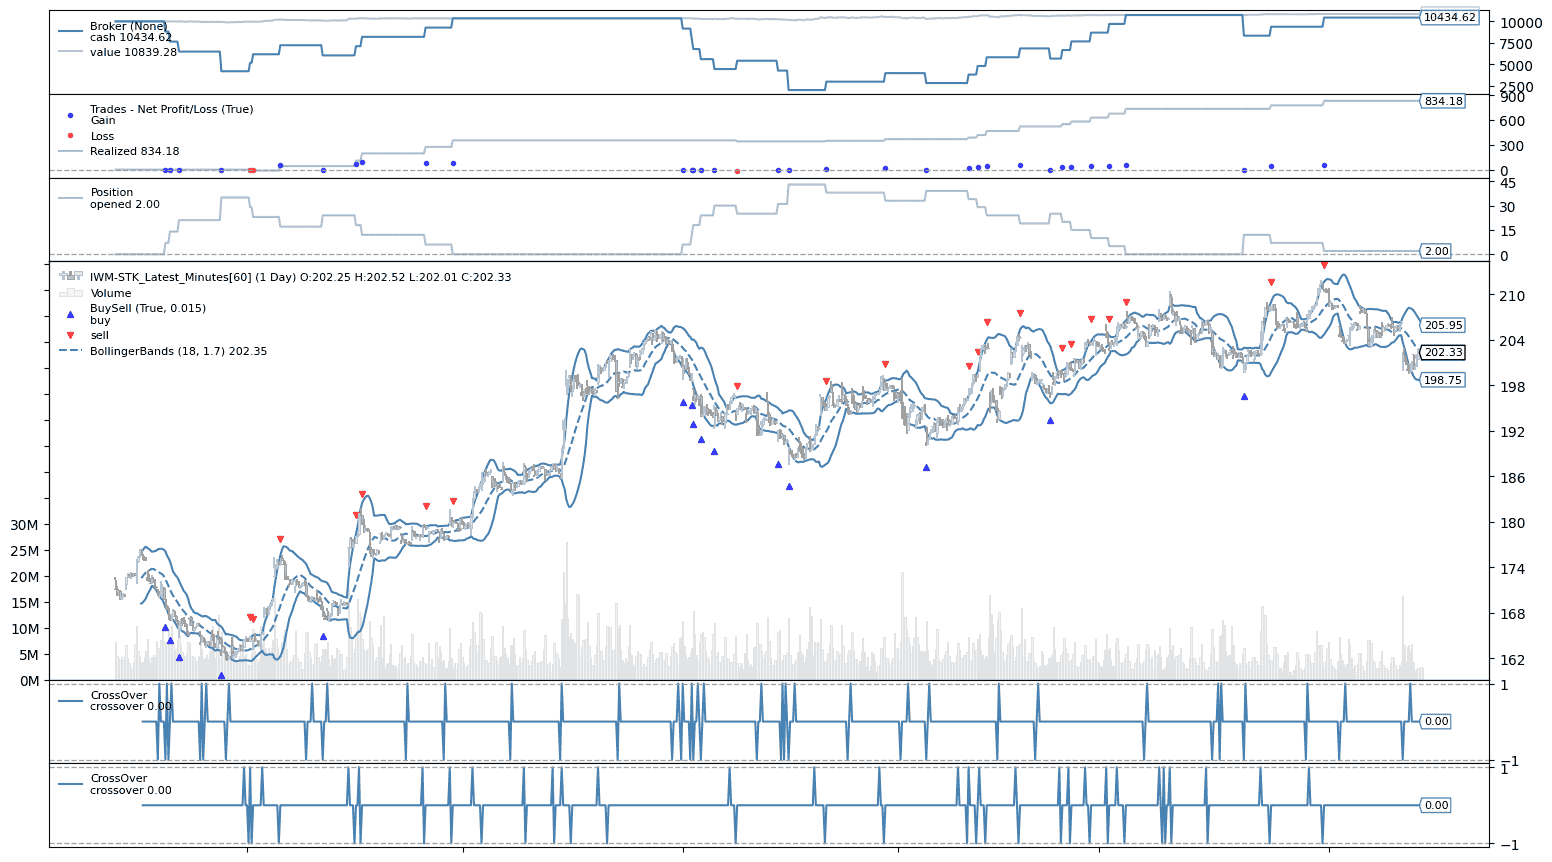 Broker (None)
cash 10434.62
value 10839.28
10434.62
10000
7500
5000
2500
Trades - Net Profit/Loss (True)
Gain
Loss
Realized 834.18
834.18
900
600
300
0
Position
opened 2.00
2.00
45
30
15
0
IWM-STK_Latest_Minutes[60] (1 Day) O:202.25 H:202.52 L:202.01 C:202.33
Volume
BuySell (True, 0.015)
buy
sell
BollingerBands (18, 1.7) 202.35
205.95
202.33
198.75
210
204
198
192
186
180
174
168
162
30M
25M
20M
15M
10M
5M
0M
CrossOver
crossover 0.00
0.00
1
−1
CrossOver
crossover 0.00
0.00
1
−1